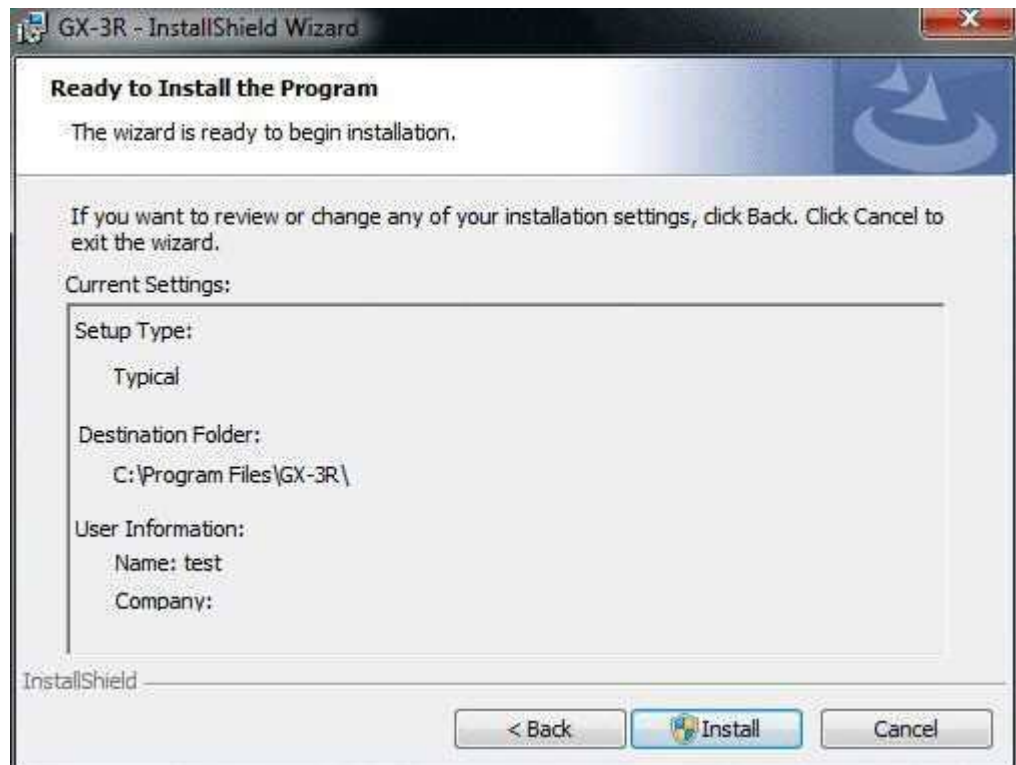 GX-3R - InstallShield Wizard
Ready to Install the Program
The wizard is ready to begin installation.
If you want to review or change any of your installation settings, click Back. Click Cancel to
exit the wizard.
Current Settings:
Setup Type:
Typical
Destination Folder:
C:\Program Files\GX-3R\
User Information:
Name: test
Company:
InstallShield
< Back
Install
Cancel